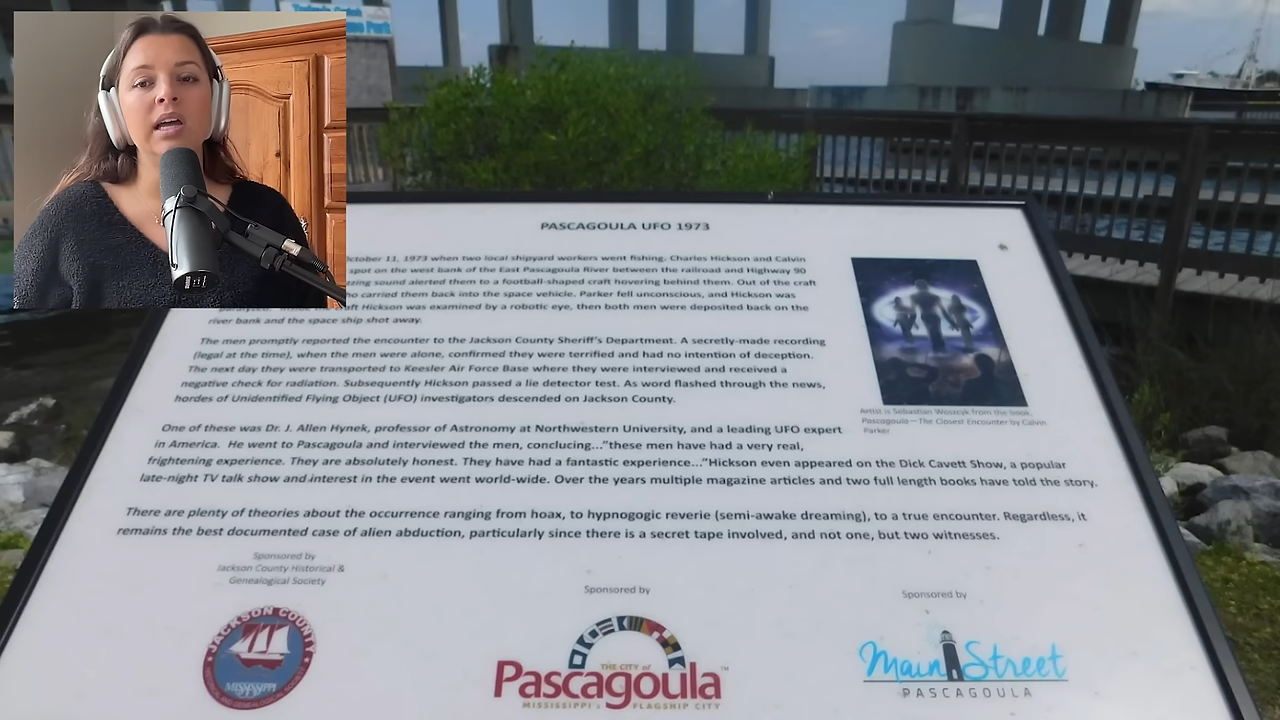 PASCAGOULA UFO 1973
ctober 11, 1973 when two local shipyard workers went fishing. Charles Hickson and Calvin
spot on the west bank of the East Pascagoula River between the railroad and Highway 90
zing sound alerted them to a football-shaped craft hovering behind them. Out of the craft
ho carried them back into the space vehicle. Parker fell unconscious, and Hickson was
aft Hickson was examined by a robotic eye, then both men were deposited back on the
river bank and the space ship shot away.
The men promptly reported the encounter to the Jackson County Sheriff's Department. A secretly-made recording
(legal at the time), when the men were alone, confirmed they were terrified and had no intention of deception.
The next day they were transported to Keesler Air Force Base where they were interviewed and received a
negative check for radiation. Subsequently Hickson passed a lie detector test. As word flashed through the news,
hordes of Unidentified Flying Object (UFO) investigators descended on Jackson County.
Artist is Sebastian Woszcyk from the book,
Pascagoula—The Closest Encounter by Calvin
Parker
One of these was Dr. J. Allen Hynek, professor of Astronomy at Northwestern University, and a leading UFO expert
in America. He went to Pascagoula and interviewed the men, conclucing..."these men have had a very real,
frightening experience. They are absolutely honest. They have had a fantastic experience..."Hickson even appeared on the Dick Cavett Show, a popular
late-night TV talk show and interest in the event went world-wide. Over the years multiple magazine articles and two full length books have told the story.
There are plenty of theories about the occurrence ranging from hoax, to hypnogogic reverie (semi-awake dreaming), to a true encounter. Regardless, it
remains the best documented case of alien abduction, particularly since there is a secret tape involved, and not one, but two witnesses.
Sponsored by
Jackson County Historical &
Genealogical Society
JACKSON COUNTY
MISSISSIPPI
Sponsored by
THE CITY of
Pascagoula™
MISSISSIPPI's FLAGSHIP CITY
Sponsored by
Main Street
PASCAGOULA